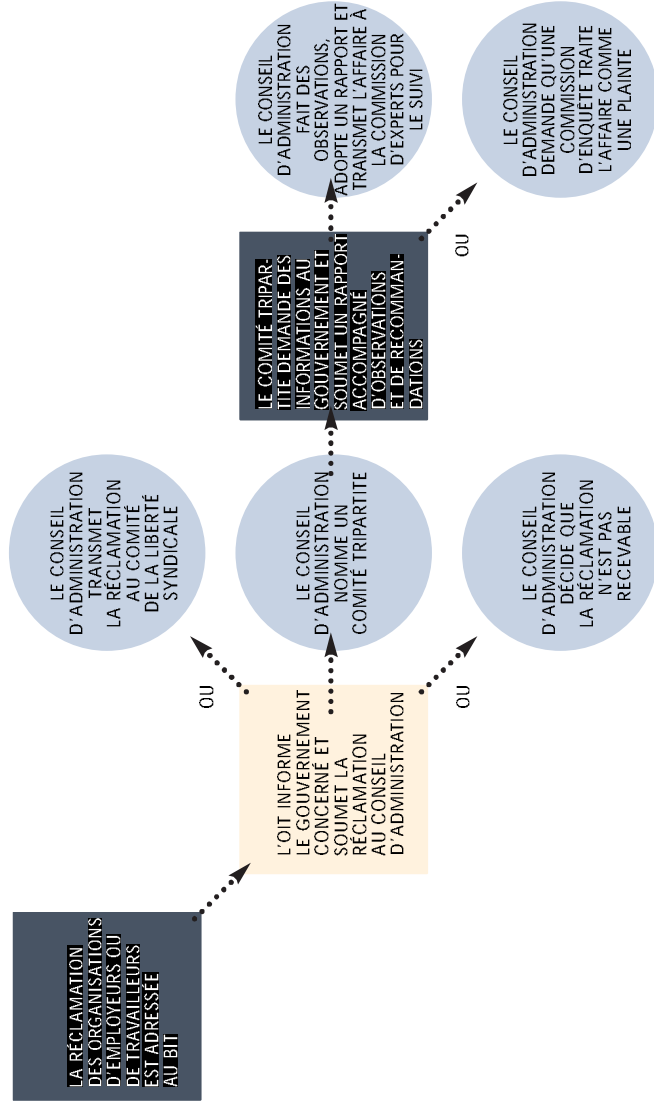 LA RÉCLAMATION
DES ORGANISATIONS
D'EMPLOYEURS OU
DE TRAVAILLEURS
EST ADRESSÉE
AU BIT
L'OIT INFORME
LE GOUVERNEMENT
CONCERNÉ ET
SOUMET LA
RÉCLAMATION
AU CONSEIL
D'ADMINISTRATION
OU
OU
LE CONSEIL
D'ADMINISTRATION
TRANSMET
LA RÉCLAMATION
AU COMITÉ
DE LA LIBERTÉ
SYNDICALE
LE CONSEIL
D'ADMINISTRATION
NOMME UN
COMITÉ TRIPARTITE
LE CONSEIL
D'ADMINISTRATION
DÉCIDE QUE
LA RÉCLAMATION
N'EST PAS
RECEVABLE
LE COMITÉ TRIPAR-
TITE DEMANDE DES
INFORMATIONS AU
GOUVERNEMENT ET
SOUMET UN RAPPORT
ACCOMPAGNÉ
D'OBSERVATIONS
ET DE RECOMMAN-
DATIONS
OU
LE CONSEIL
D'ADMINISTRATION
FAIT DES
OBSERVATIONS,
ADOPTE UN RAPPORT ET
TRANSMET L'AFFAIRE À
LA COMMISSION
D'EXPERTS POUR
LE SUIVI
LE CONSEIL
D'ADMINISTRATION
DEMANDE QU'UNE
COMMISSION
D'ENQUÊTE TRAITE
L'AFFAIRE COMME
UNE PLAINTE